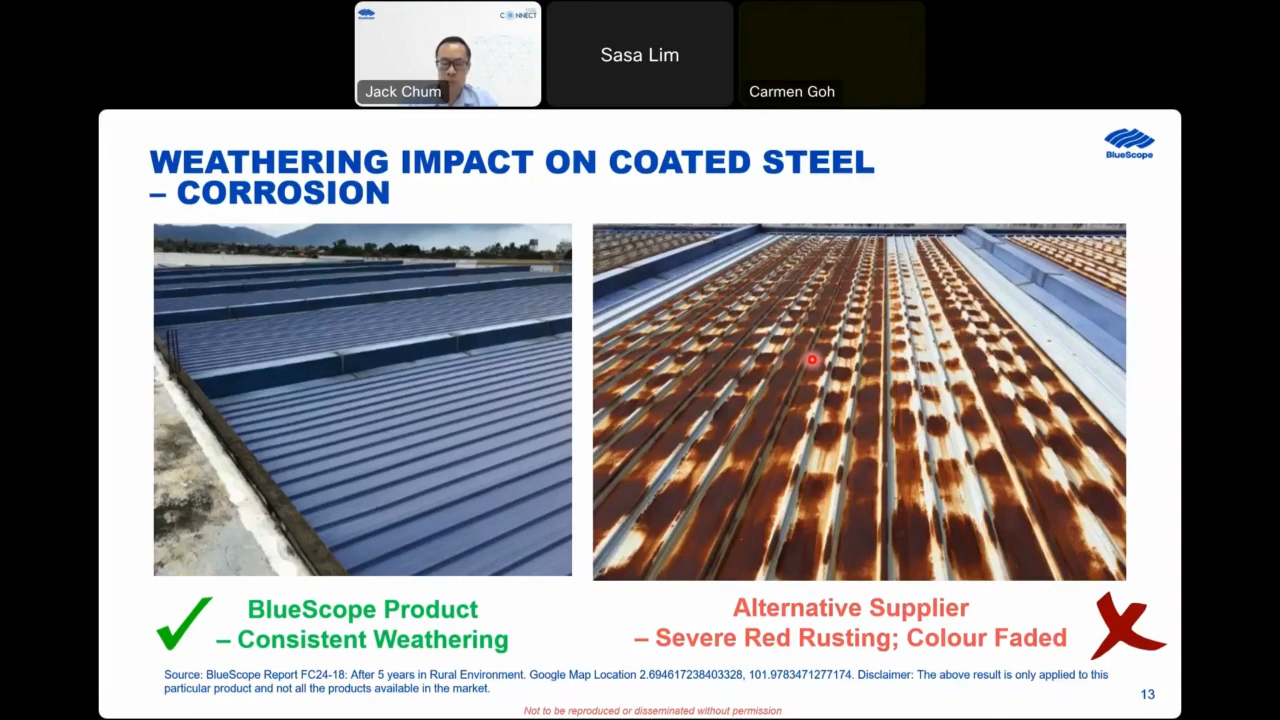 BlueScope
CONNECT
Jack Chum
Sasa Lim
Carmen Goh
BlueScope
WEATHERING IMPACT ON COATED STEEL
– CORROSION
BlueScope Product
– Consistent Weathering
Alternative Supplier
– Severe Red Rusting; Colour Faded
Source: BlueScope Report FC24-18: After 5 years in Rural Environment. Google Map Location 2.694617238403328, 101.9783471277174. Disclaimer: The above result is only applied to this
particular product and not all the products available in the market.
13
Not to be reproduced or disseminated without permission